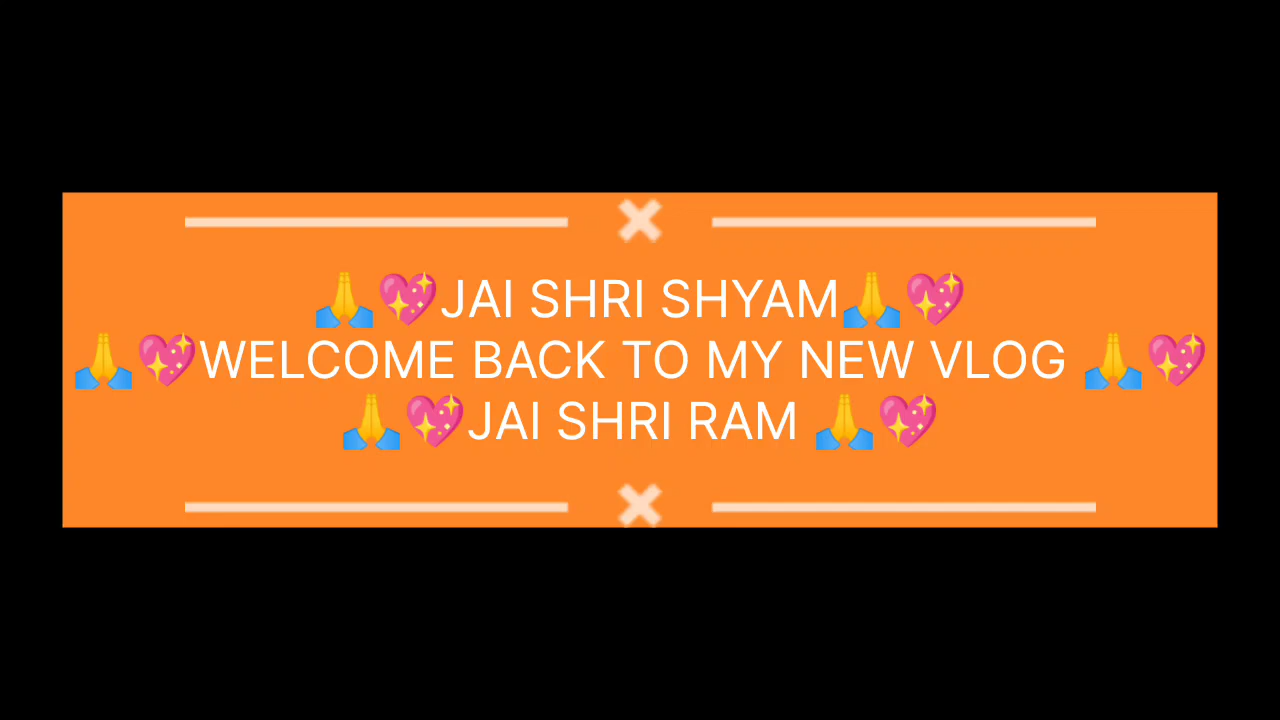 🙏💖JAI SHRI SHYAM🙏💖
🙏💖WELCOME BACK TO MY NEW VLOG 🙏💖
🙏💖JAI SHRI RAM 🙏💖